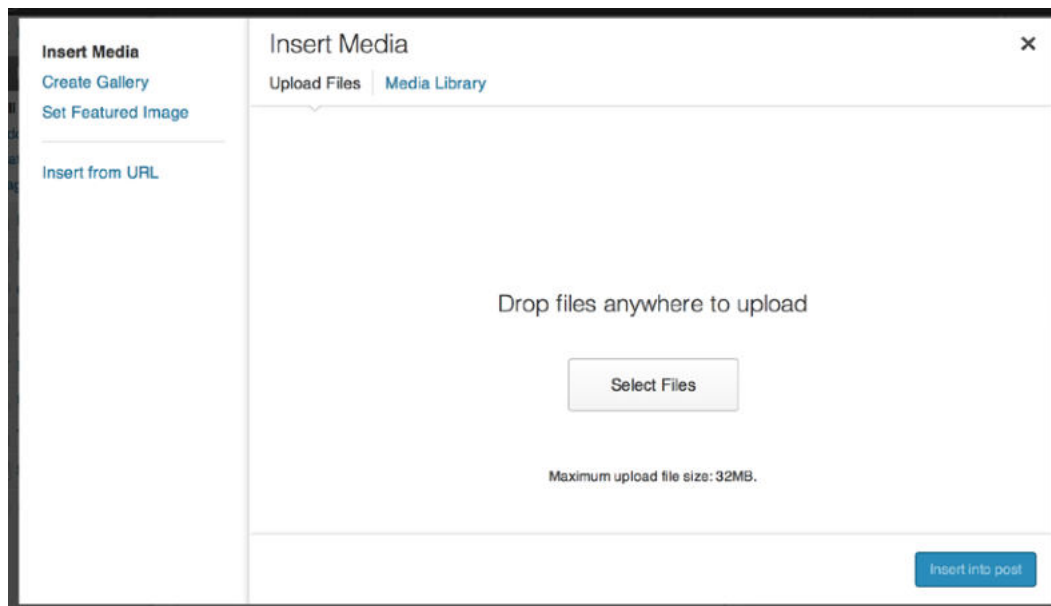 Insert Media
Create Gallery
Set Featured Image
Insert from URL
Insert Media
Upload Files
Media Library
Drop files anywhere to upload
Select Files
Maximum upload file size: 32MB.
Insert into post